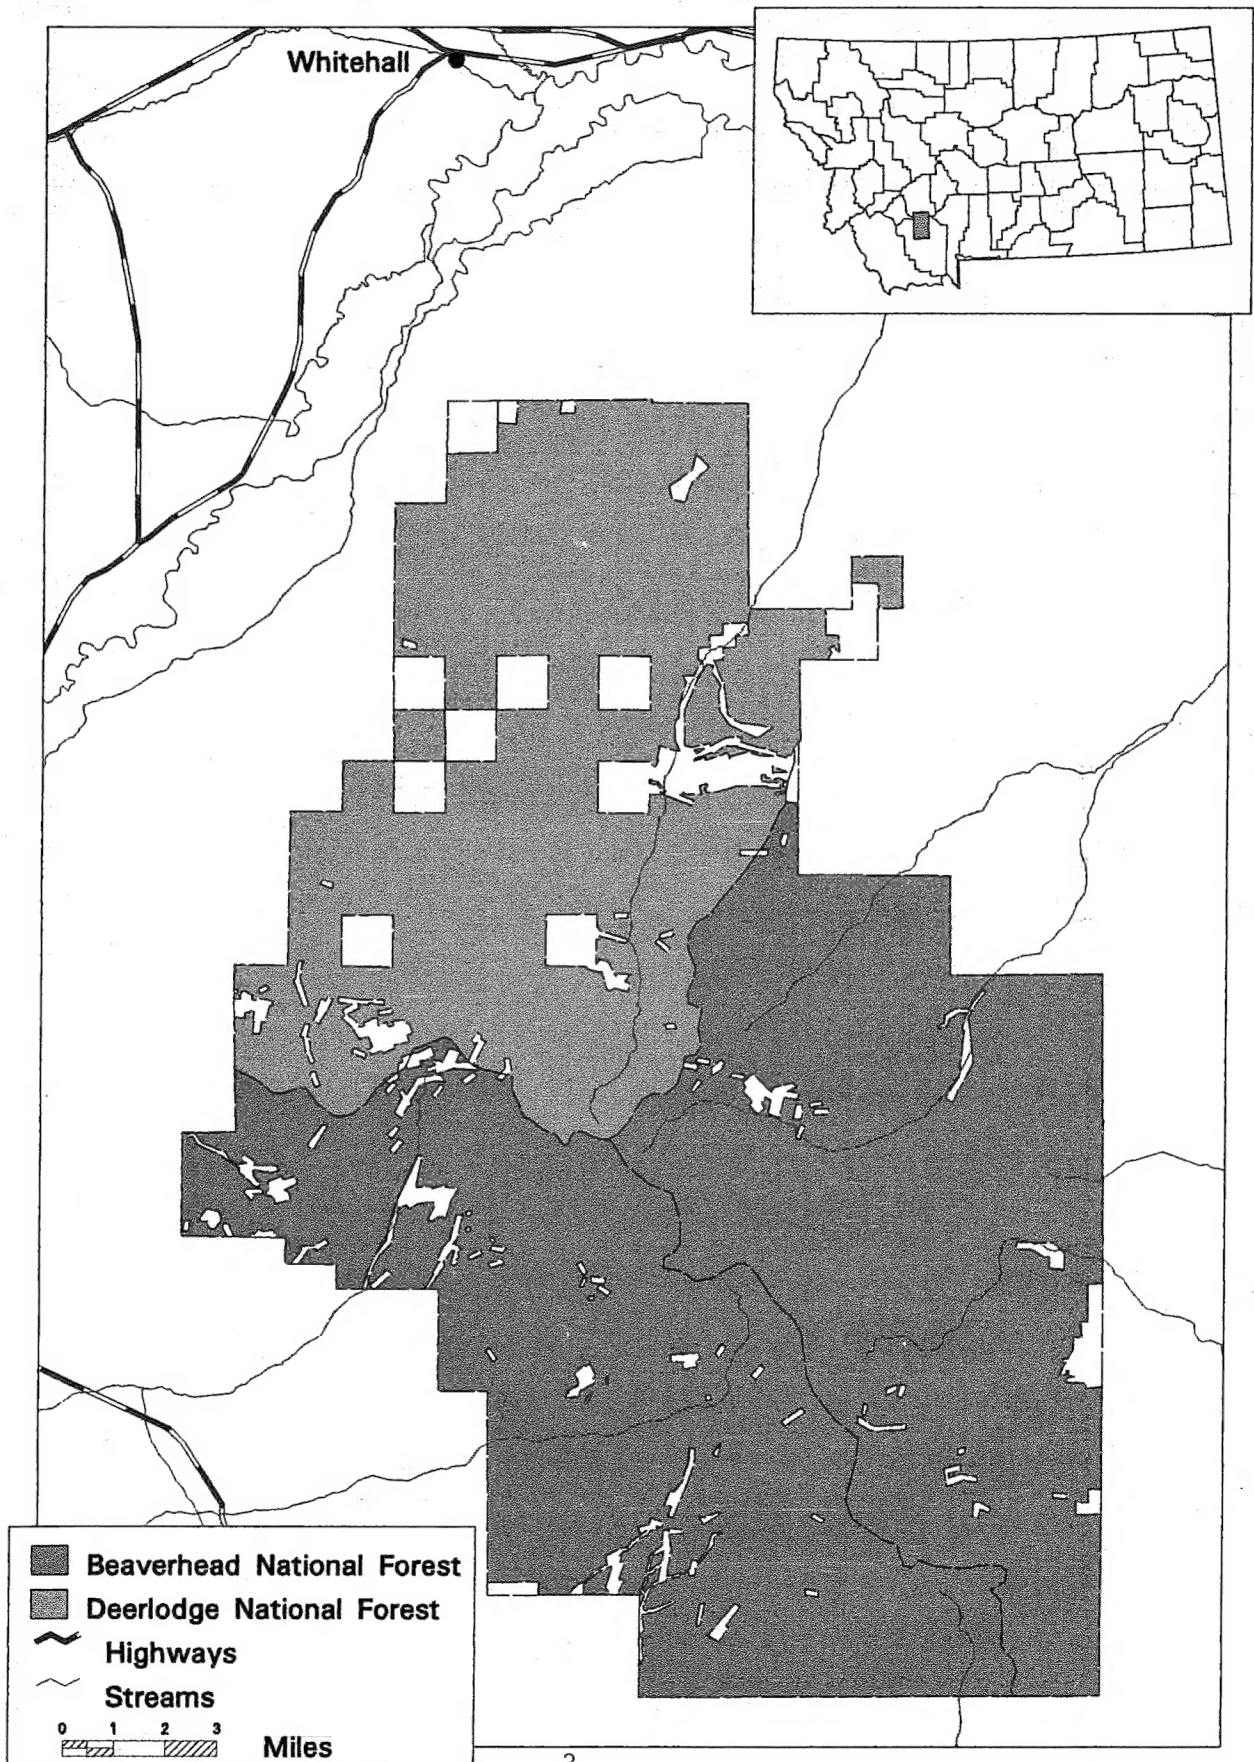 Whitehall
Beaverhead National Forest
Deerlodge National Forest
Highways
Streams
0 1 2 3
Miles